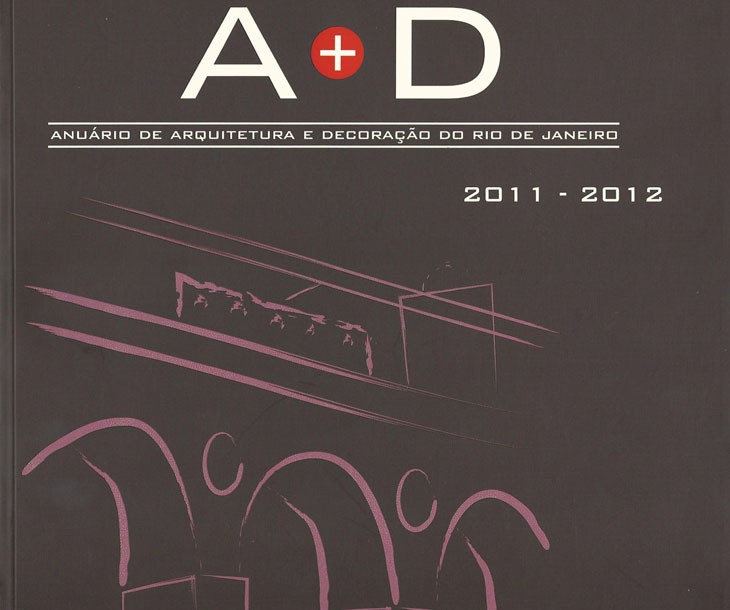 A+D
ANUÁRIO DE ARQUITETURA E DECORAÇÃO DO RIO DE JANEIRO
2011 - 2012